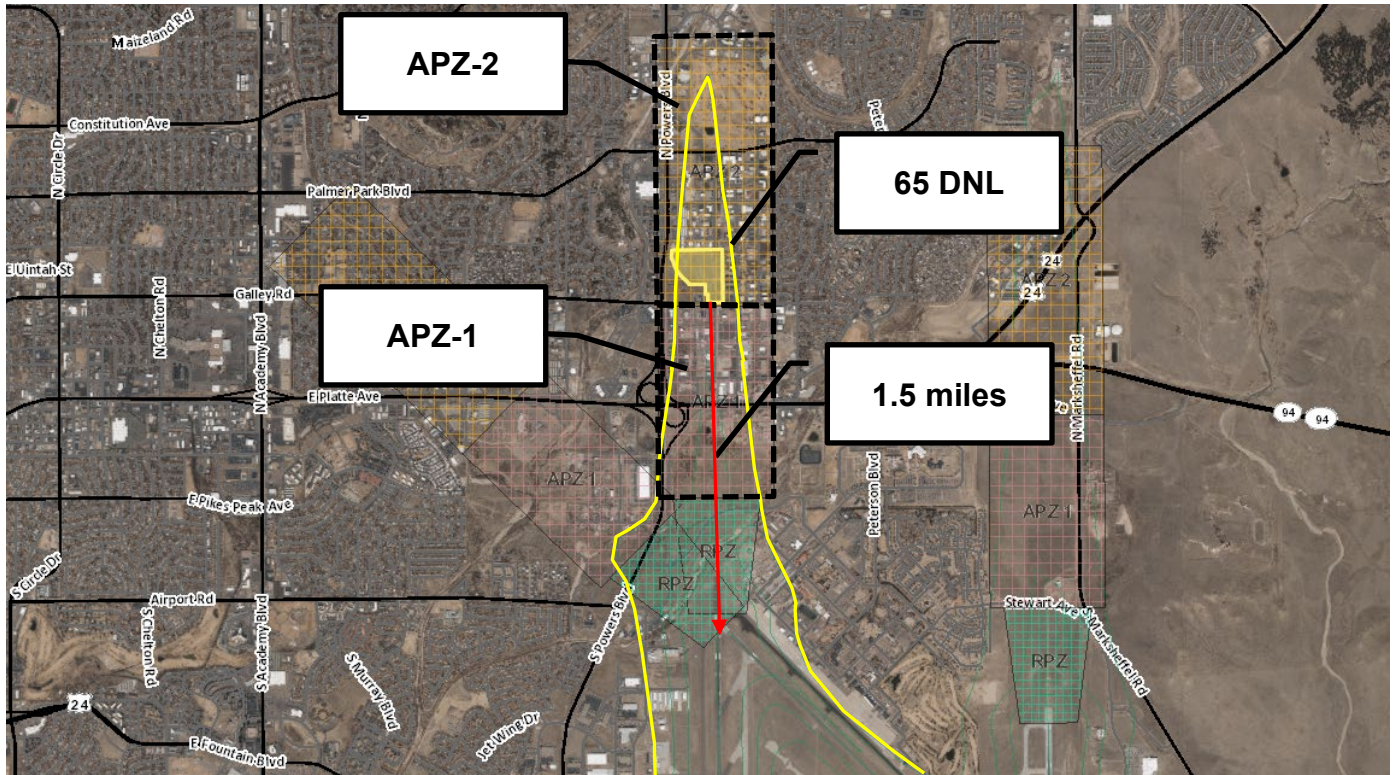 Maizeland Rd
APZ-2
N Powers Blvd
Constitution Ave
N Circle Dr
65 DNL
APZ 2
Palmer Park Blvd
E Uintah St
24
APZ 2
24
Galley Rd
N Chelton Rd
N Academy Blvd
APZ-1
1.5 miles
E Platte Ave
APZ 1
N Marksheffel Rd
94
94
APZ 1
E Pikes Peak Ave
Peterson Blvd
APZ 1
RPZ
RPZ
S Circle Dr
Airport Rd
Stewart Ave
S Chelton Rd
S Academy Blvd
S Powers Blvd
S Marksheffel Rd
S Murray Blvd
RPZ
24
Jet Wing Dr
E Fountain Blvd